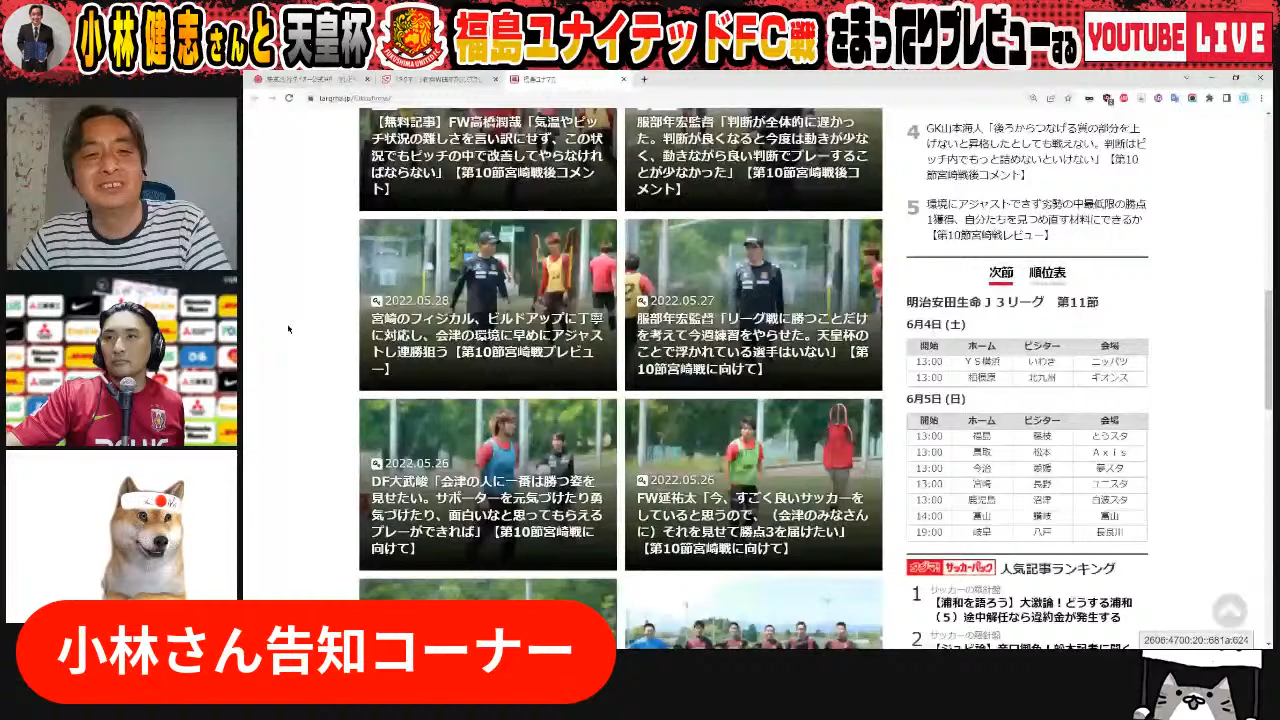 小林健志さんと 天皇杯 福島ユナイテッドFC戦 をまったりプレビューする YOUTUBE LIVE
targma.jp/fukushima/
【無料記事】FW高橋潤哉「気温やピッ
チ状況の難しさを言い訳にせず、この状
況でもピッチの中で改善してやらなけれ
ばならない」【第10節宮崎戦後コメン
ト】
服部年宏監督「判断が全体的に遅かっ
た。判断が良くなると今度は動きが少な
く、動きながら良い判断でプレーするこ
とが少なかった」【第10節宮崎戦後コ
メント】
2022.05.28
宮崎のフィジカル、ビルドアップに丁寧
に対応し、会津の環境に早めにアジャス
トし連勝狙う【第10節宮崎戦プレビュ
ー】
2022.05.27
服部年宏監督「リーグ戦に勝つことだけ
を考えて今週練習をやらせた。天皇杯の
ことで浮かれている選手はいない」【第
10節宮崎戦に向けて】
2022.05.26
DF大武峻「会津の人に一番は勝つ姿を
見せたい。サポーターを元気づけたり勇
気づけたり、面白いなと思ってもらえる
プレーができれば」【第10節宮崎戦に
向けて】
2022.05.26
FW延祐太「今、すごく良いサッカーを
していると思うので、（会津のみなさん
に）それを見せて勝点3を届けたい」
【第10節宮崎戦に向けて】
4 GK山本海人「後ろからつなげる質の部分を上
げないと昇格したとしても戦えない。判断はピ
ッチ内でもっと詰めないといけない」【第10
節宮崎戦後コメント】
5 環境にアジャストできず劣勢の中最低限の勝点
1獲得、自分たちを見つめ直す材料にできるか
【第10節宮崎戦レビュー】
次節 順位表
明治安田生命Ｊ３リーグ 第11節
6月4日 (土)
開始 ホーム ビジター 会場
13:00 ＹＳ横浜 いわき ニッパツ
13:00 相模原 北九州 ギオンス
6月5日 (日)
開始 ホーム ビジター 会場
13:00 福島 藤枝 とうスタ
13:00 鳥取 松本 Ａｘｉｓ
13:00 今治 愛媛 夢スタ
13:00 宮崎 長野 ユニスタ
13:00 鹿児島 沼津 白波スタ
14:00 富山 讃岐 富山
19:00 岐阜 八戸 長良川
タグマ! サッカーパック 人気記事ランキング
1 サッカーの羅針盤
【浦和を語ろう】大激論！どうする浦和
（５）途中解任なら違約金が発生する
2 サッカーの羅針盤
2606:4700:20::681a:624
小林さん告知コーナー